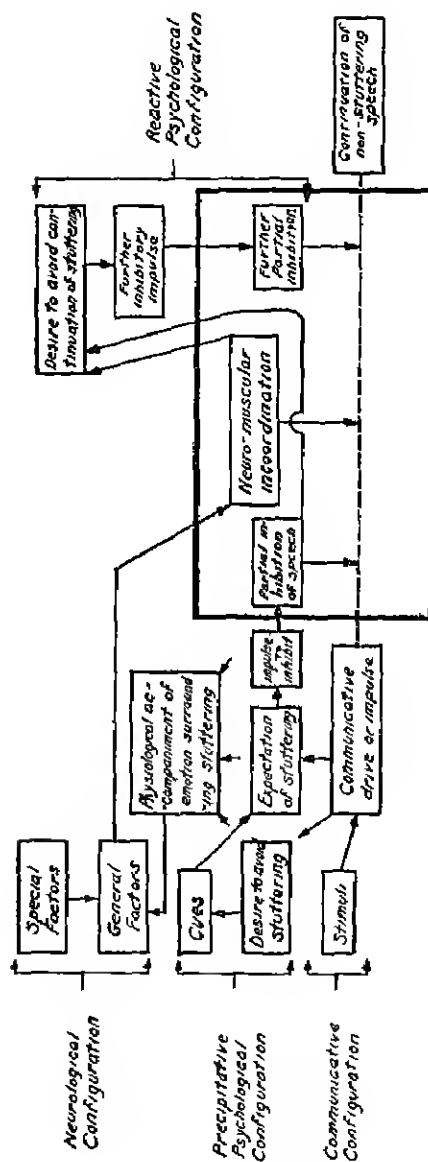 Neurological
Configuration
Special
Factors
General
Factors
Precipitative
Psychological
Configuration
Cues
Desire to avoid
stuttering
Communicative
Configuration
Stimuli
Physiological ac-
-companiment of
emotion surround
-ing stuttering
Expectation
of stuttering
Communicative
drive or impulse
Impulse
to
inhibit
Partial in-
hibition
of speech
Neuro-muscular
incoordination
Reactive
Psychological
Configuration
Desire to avoid con-
tinuation of stuttering
Further
inhibitory
impulse
Further
Partial
Inhibition
Continuation of
non-stuttering
speech